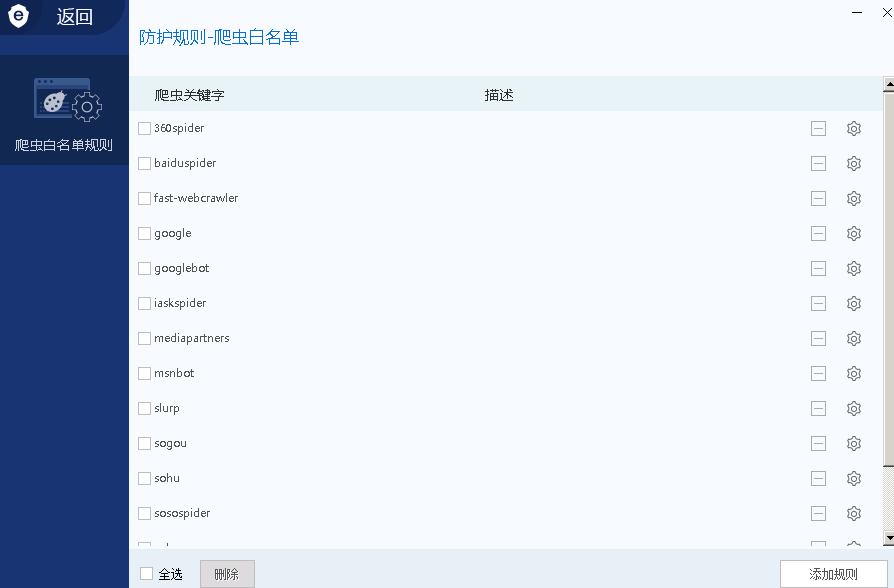 返回
防护规则-爬虫白名单
爬虫白名单规则
爬虫关键字 描述
360spider
baiduspider
fast-webcrawler
google
googlebot
iaskspider
mediapartners
msnbot
slurp
sogou
sohu
sosospider
全选 删除 添加规则